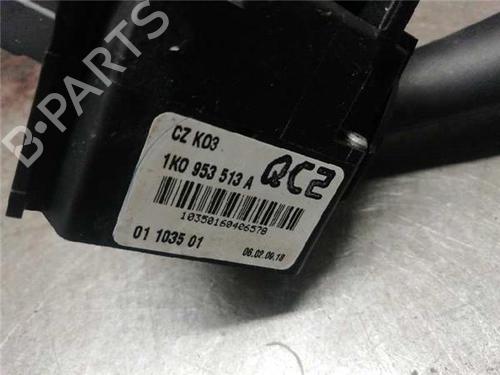 CZ K03
1K0 953 513 A
QC2
10350160406578
01 1035 01
06.02.06.18
B-PARTS